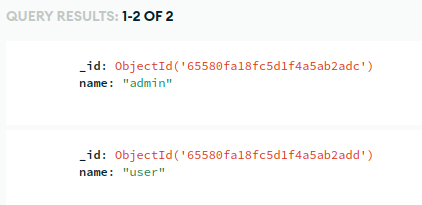 QUERY RESULTS: 1-2 OF 2
_id: ObjectId('65580fa18fc5d1f4a5ab2adc')
name: "admin"
_id: ObjectId('65580fa18fc5d1f4a5ab2add')
name: "user"